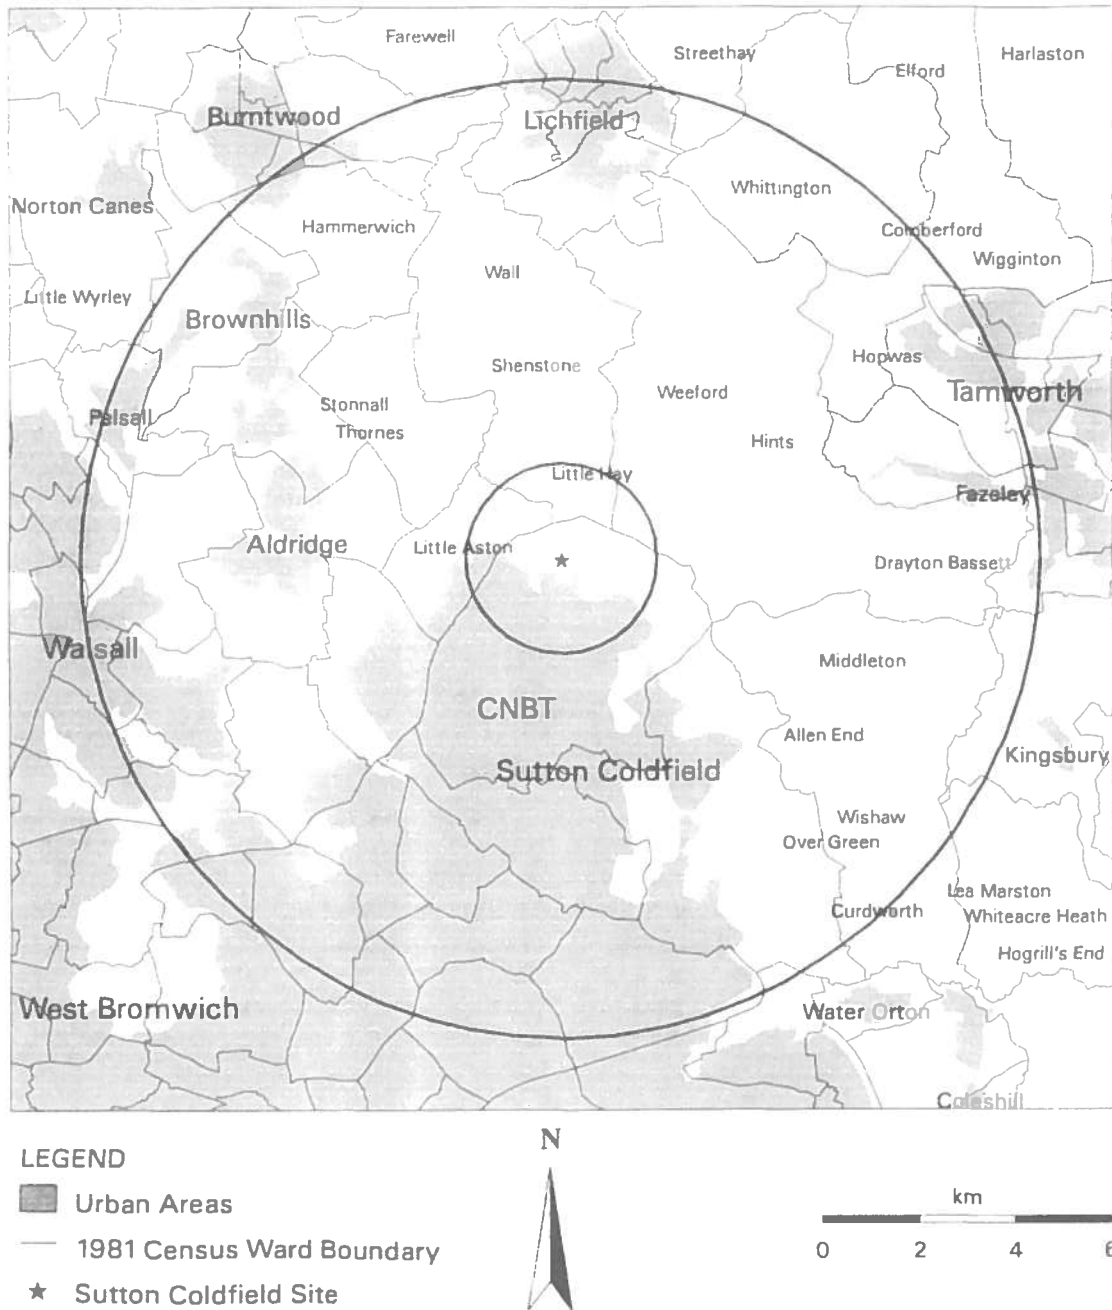 Farewell
Streethay
Harlaston
Elford
Burntwood
Lichfield
Whittington
Norton Canes
Hammerwich
Comberford
Wall
Wigginton
Little Wyrley
Brownhills
Shenstone
Hopwas
Weeford
Tamworth
Stonnall
Pelsall
Thornes
Hints
Little Hay
Fazeley
Aldridge
Little Aston
Drayton Bassett
Walsall
Middleton
CNBT
Allen End
Kingsbury
Sutton Coldfield
Wishaw
Over Green
Lea Marston
Curdworth
Whiteacre Heath
Hogrill's End
West Bromwich
Water Orton
Coleshill
N
LEGEND
Urban Areas
1981 Census Ward Boundary
Sutton Coldfield Site
km
0 2 4 6